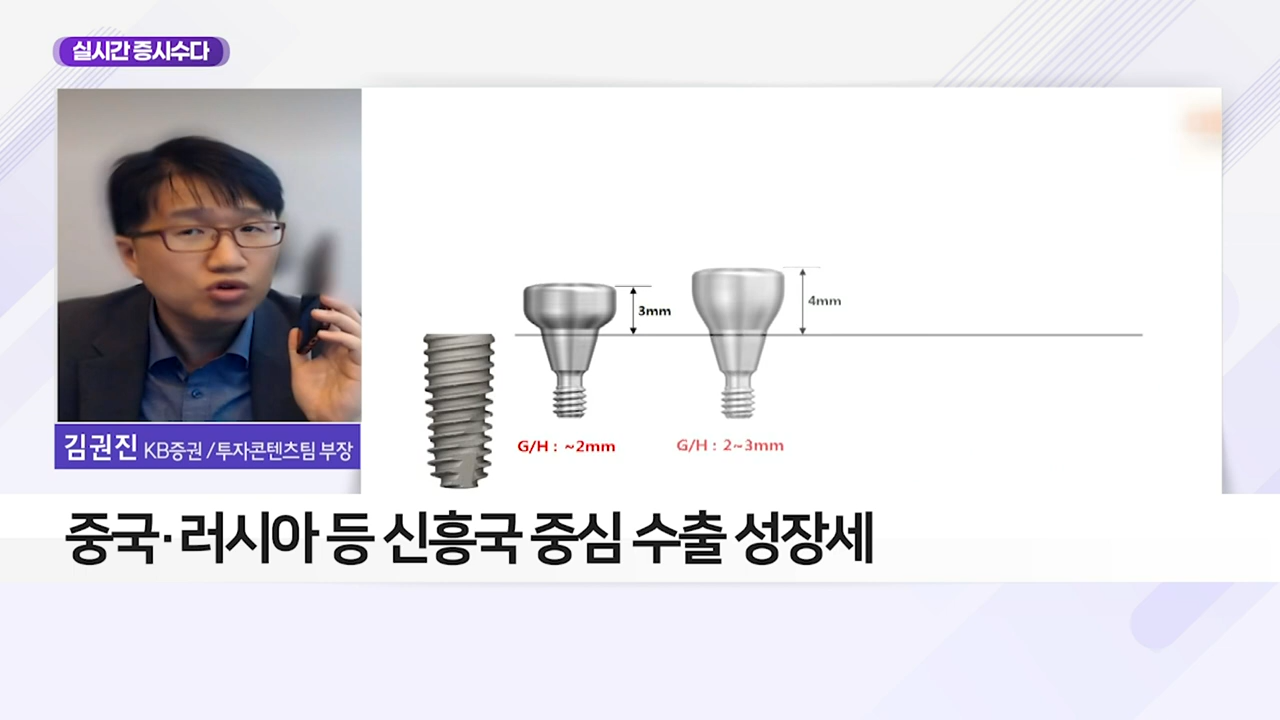 실시간 증시수다
3mm
4mm
G/H : ~2mm
G/H : 2~3mm
김권진 KB증권 / 투자콘텐츠팀 부장
중국·러시아 등 신흥국 중심 수출 성장세